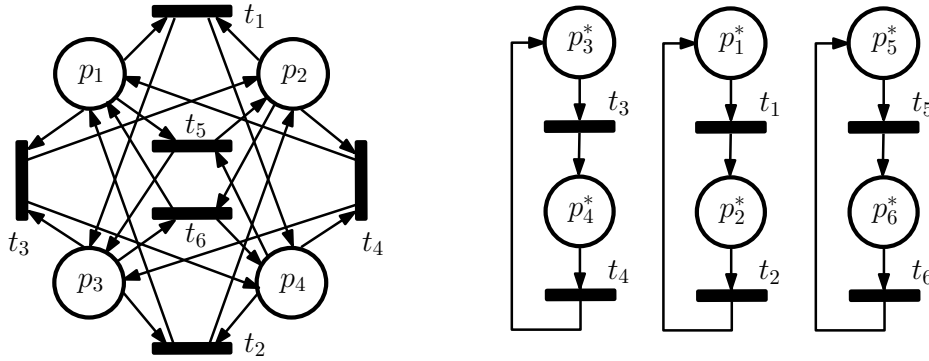 t₁
p₁
p₂
t₅
t₆
t₃
t₄
p₃
p₄
t₂
p₃* p₁* p₅*
t₃ t₁ t₅
p₄* p₂* p₆*
t₄ t₂ t₆